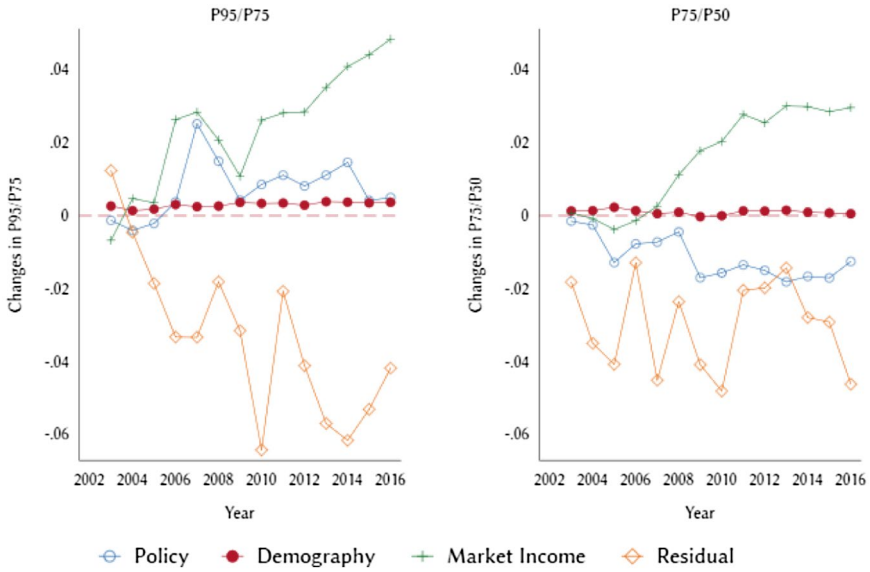 P95/P75
P75/P50
Changes in P95/P75
.04
.02
0
-.02
-.04
-.06
2002 2004 2006 2008 2010 2012 2014 2016
Year
Changes in P75/P50
.04
.02
0
-.02
-.04
-.06
2002 2004 2006 2008 2010 2012 2014 2016
Year
Policy Demography Market Income Residual